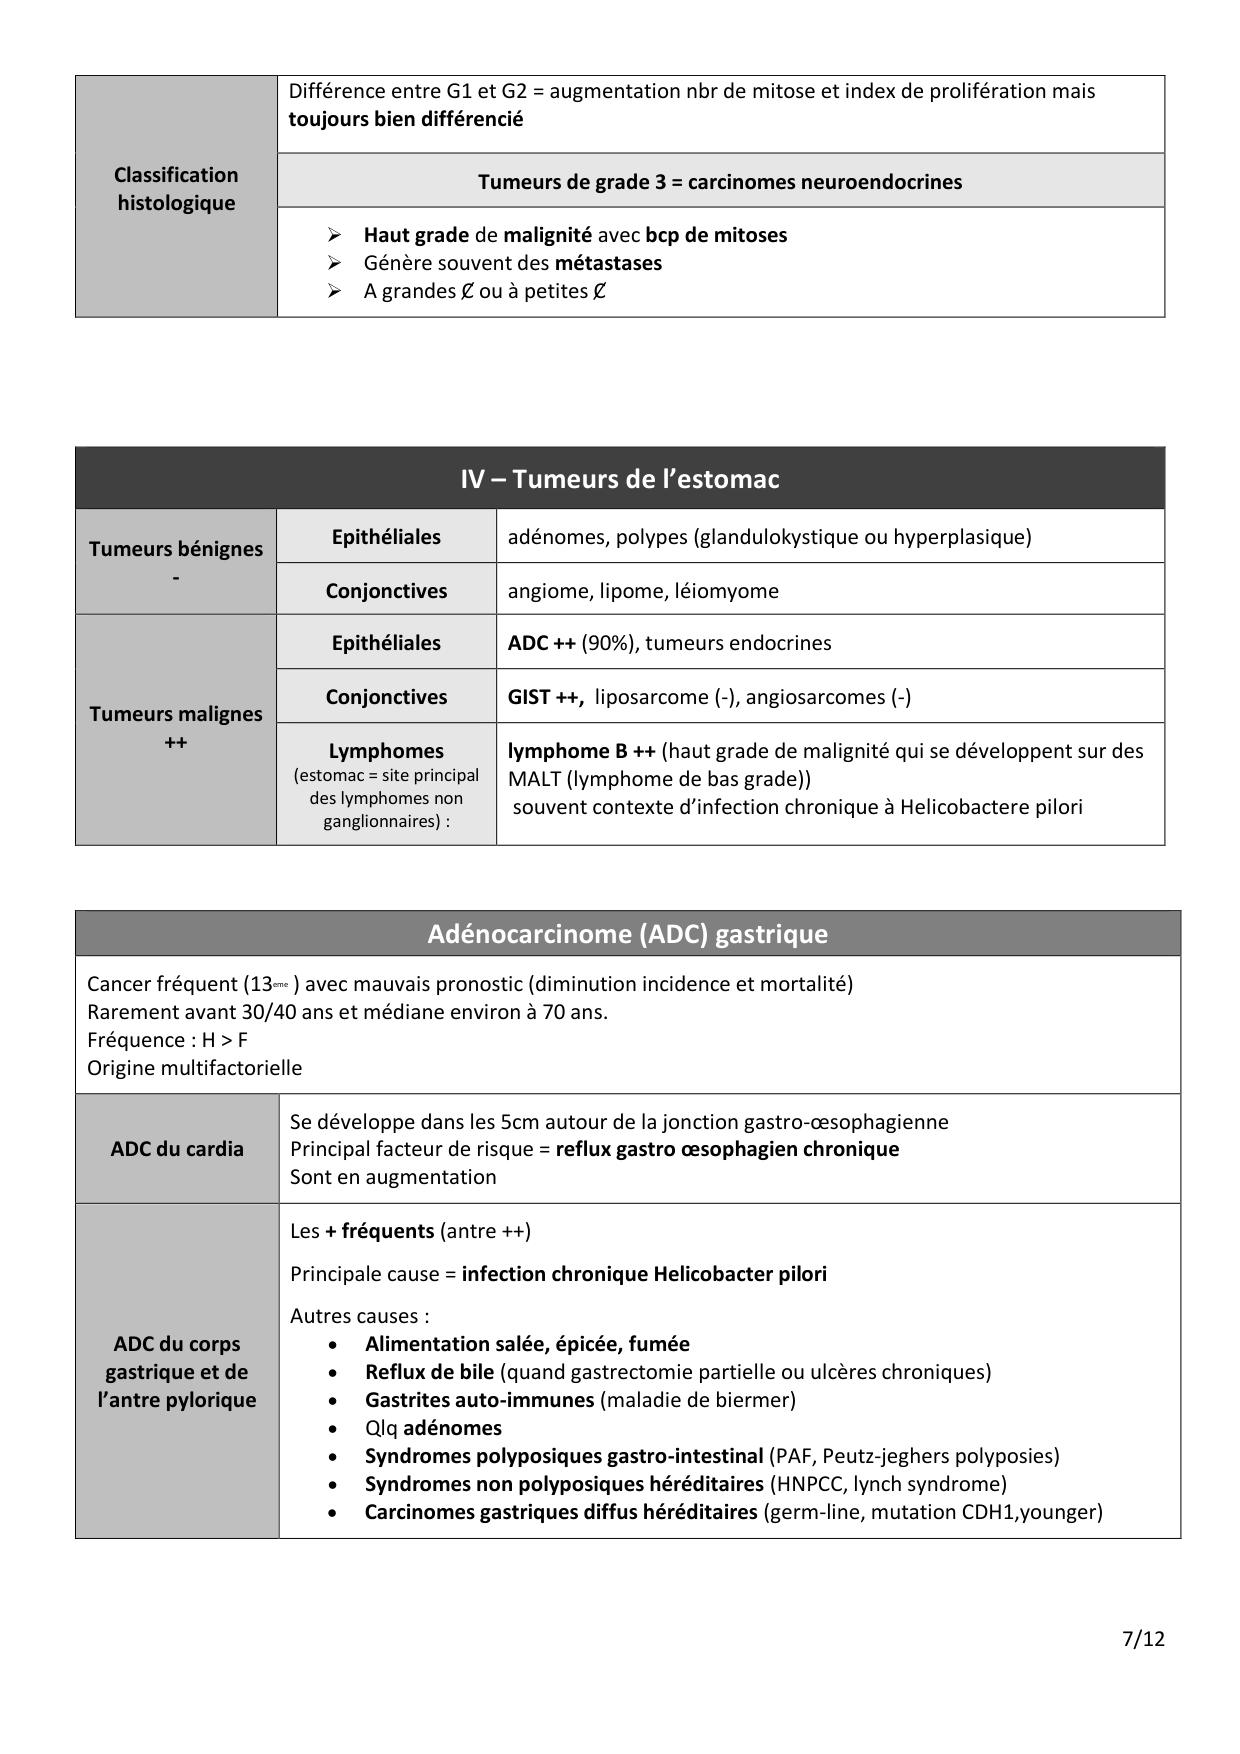 Différence entre G1 et G2 = augmentation nbr de mitose et index de prolifération mais
toujours bien différencié
Classification
histologique
Tumeurs de grade 3 = carcinomes neuroendocrines
➢ Haut grade de malignité avec bcp de mitoses
➢ Génère souvent des métastases
➢ A grandes Ȼ ou à petites Ȼ
IV – Tumeurs de l’estomac
Tumeurs bénignes
-
Epithéliales
adénomes, polypes (glandulokystique ou hyperplasique)
Conjonctives
angiome, lipome, léiomyome
Tumeurs malignes
++
Epithéliales
ADC ++ (90%), tumeurs endocrines
Conjonctives
GIST ++, liposarcome (-), angiosarcomes (-)
Lymphomes
(estomac = site principal
des lymphomes non
ganglionnaires) :
lymphome B ++ (haut grade de malignité qui se développent sur des
MALT (lymphome de bas grade))
souvent contexte d’infection chronique à Helicobactere pilori
Adénocarcinome (ADC) gastrique
Cancer fréquent (13eme ) avec mauvais pronostic (diminution incidence et mortalité)
Rarement avant 30/40 ans et médiane environ à 70 ans.
Fréquence : H > F
Origine multifactorielle
ADC du cardia
Se développe dans les 5cm autour de la jonction gastro-œsophagienne
Principal facteur de risque = reflux gastro œsophagien chronique
Sont en augmentation
ADC du corps
gastrique et de
l’antre pylorique
Les + fréquents (antre ++)
Principale cause = infection chronique Helicobacter pilori
Autres causes :
• Alimentation salée, épicée, fumée
• Reflux de bile (quand gastrectomie partielle ou ulcères chroniques)
• Gastrites auto-immunes (maladie de biermer)
• Qlq adénomes
• Syndromes polyposiques gastro-intestinal (PAF, Peutz-jeghers polyposies)
• Syndromes non polyposiques héréditaires (HNPCC, lynch syndrome)
• Carcinomes gastriques diffus héréditaires (germ-line, mutation CDH1,younger)
7/12